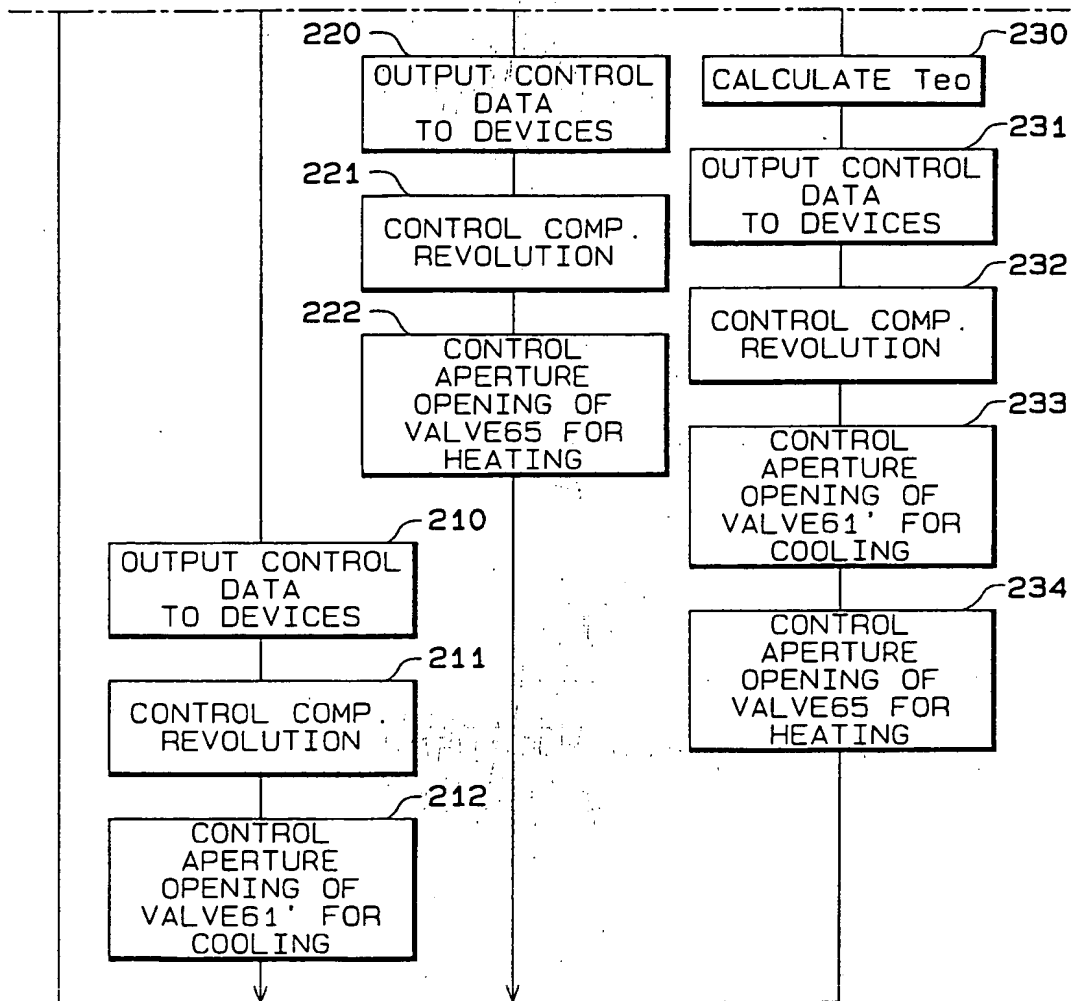 220
OUTPUT CONTROL
DATA
TO DEVICES
221
CONTROL COMP.
REVOLUTION
222
CONTROL
APERTURE
OPENING OF
VALVE65 FOR
HEATING
230
CALCULATE Teo
231
OUTPUT CONTROL
DATA
TO DEVICES
232
CONTROL COMP.
REVOLUTION
233
CONTROL
APERTURE
OPENING OF
VALVE61' FOR
COOLING
234
CONTROL
APERTURE
OPENING OF
VALVE65 FOR
HEATING
210
OUTPUT CONTROL
DATA
TO DEVICES
211
CONTROL COMP.
REVOLUTION
212
CONTROL
APERTURE
OPENING OF
VALVE61' FOR
COOLING